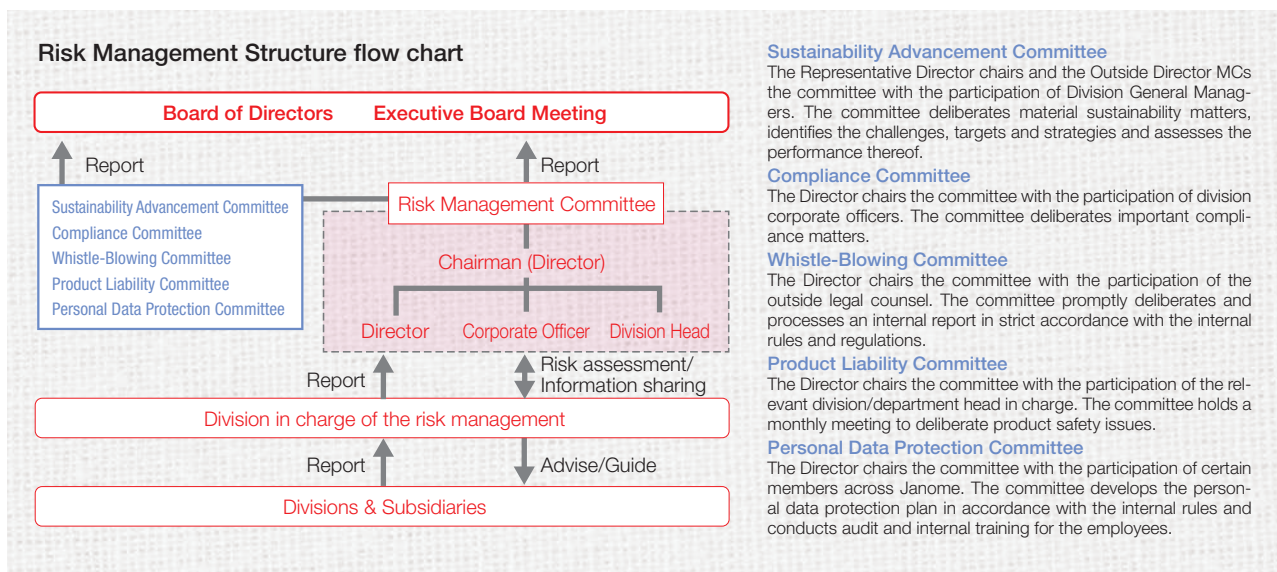 Risk Management Structure flow chart
Board of Directors Executive Board Meeting
Report
Report
Sustainability Advancement Committee
Compliance Committee
Whistle-Blowing Committee
Product Liability Committee
Personal Data Protection Committee
Risk Management Committee
Chairman (Director)
Director
Corporate Officer
Division Head
Report
Risk assessment/
Information sharing
Division in charge of the risk management
Report
Advise/Guide
Divisions & Subsidiaries
Sustainability Advancement Committee
The Representative Director chairs and the Outside Director MCs
the committee with the participation of Division General Manag-
ers. The committee deliberates material sustainability matters,
identifies the challenges, targets and strategies and assesses the
performance thereof.
Compliance Committee
The Director chairs the committee with the participation of division
corporate officers. The committee deliberates important compli-
ance matters.
Whistle-Blowing Committee
The Director chairs the committee with the participation of the
outside legal counsel. The committee promptly deliberates and
processes an internal report in strict accordance with the internal
rules and regulations.
Product Liability Committee
The Director chairs the committee with the participation of the rel-
evant division/department head in charge. The committee holds a
monthly meeting to deliberate product safety issues.
Personal Data Protection Committee
The Director chairs the committee with the participation of certain
members across Janome. The committee develops the person-
al data protection plan in accordance with the internal rules and
conducts audit and internal training for the employees.